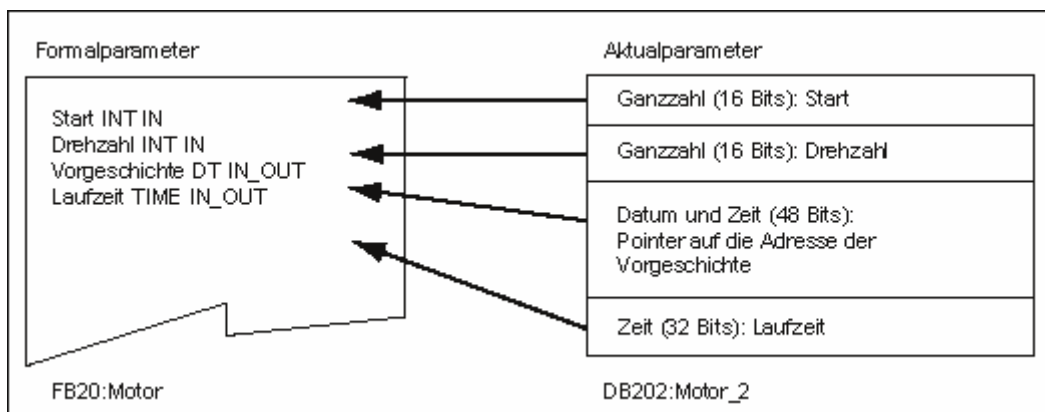 Formalparameter
Start INT IN
Drehzahl INT IN
Vorgeschichte DT IN_OUT
Laufzeit TIME IN_OUT
FB20:Motor
Aktualparameter
Ganzzahl (16 Bits): Start
Ganzzahl (16 Bits): Drehzahl
Datum und Zeit (48 Bits):
Pointer auf die Adresse der
Vorgeschichte
Zeit (32 Bits): Laufzeit
DB202:Motor_2